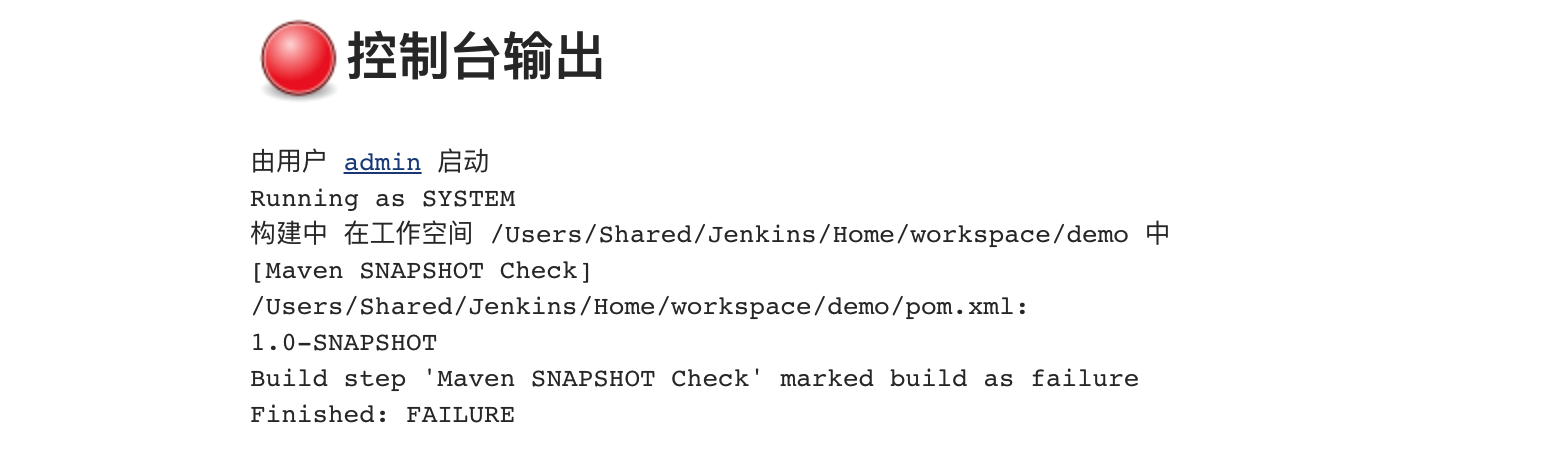 控制台输出
由用户 admin 启动
Running as SYSTEM
构建中 在工作空间 /Users/Shared/Jenkins/Home/workspace/demo 中
[Maven SNAPSHOT Check]
/Users/Shared/Jenkins/Home/workspace/demo/pom.xml:
1.0-SNAPSHOT
Build step 'Maven SNAPSHOT Check' marked build as failure
Finished: FAILURE